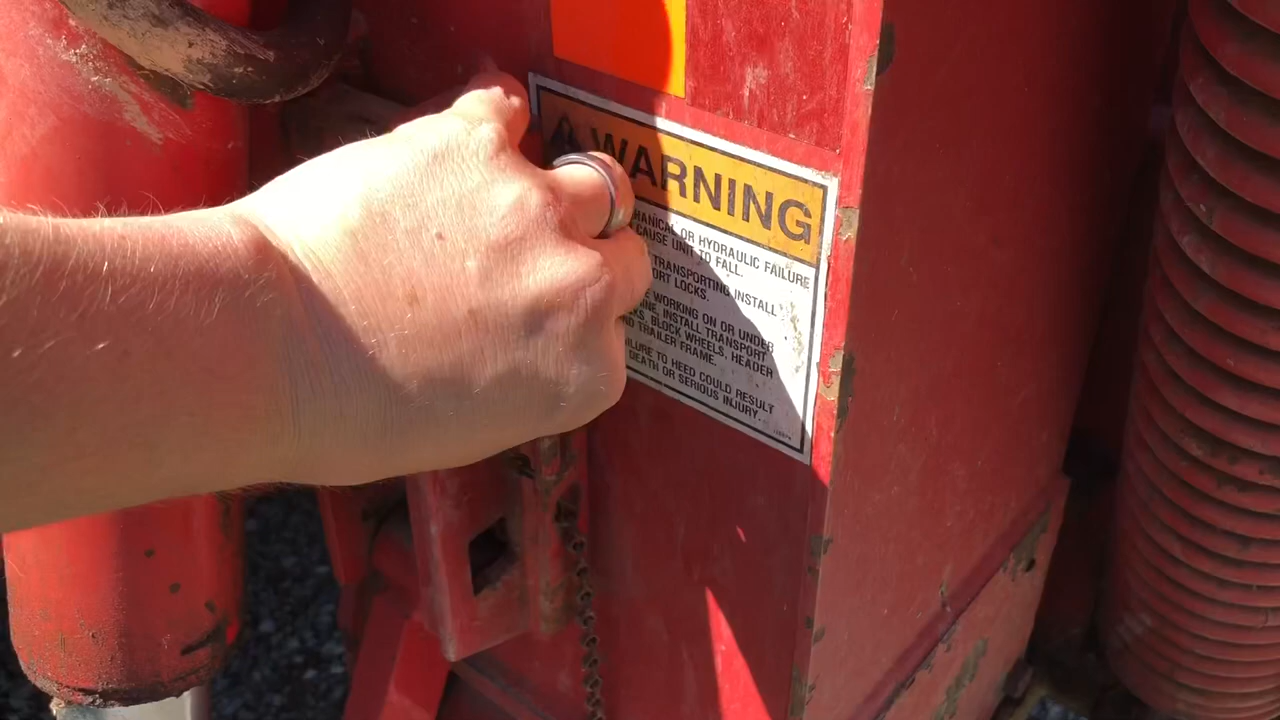 WARNING
HANICAL OR HYDRAULIC FAILURE
CAUSE UNIT TO FALL.
TRANSPORTING INSTALL
ORT LOCKS.
E WORKING ON OR UNDER
INE, INSTALL TRANSPORT
KS, BLOCK WHEELS, HEADER
ND TRAILER FRAME.
ILURE TO HEED COULD RESULT
DEATH OR SERIOUS INJURY.